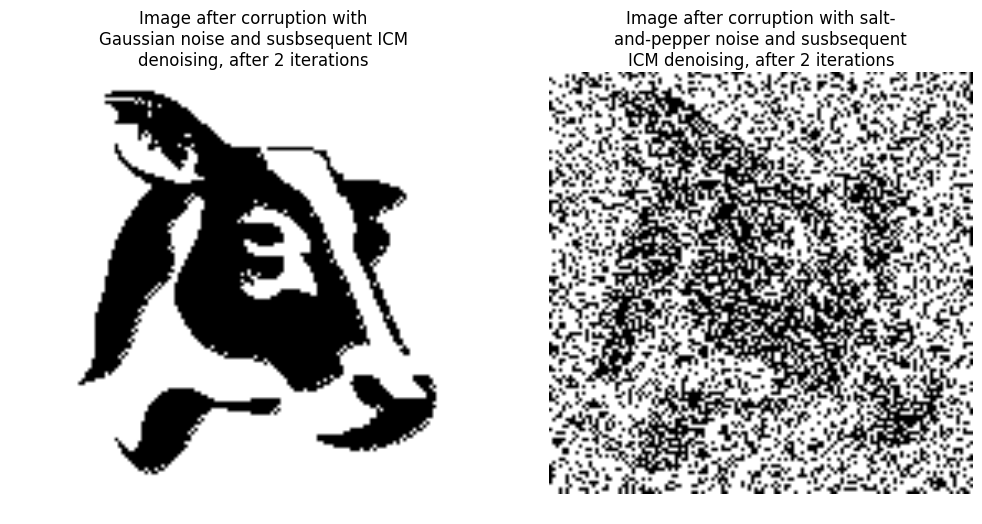 Image after corruption with
Gaussian noise and susbsequent ICM
denoising, after 2 iterations
Image after corruption with salt-
and-pepper noise and susbsequent
ICM denoising, after 2 iterations